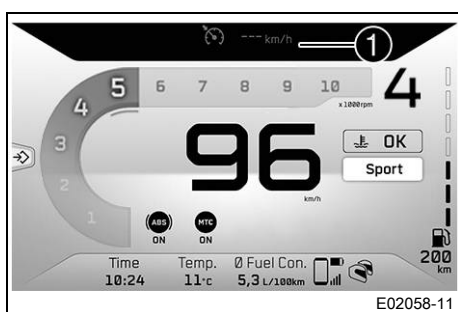 --- km/h
1
5 6 7 8 9 10
4
x 1000rpm
4
3
2
1
96
km/h
OK
Sport
(ABS)
ON
MTC
ON
Time
10:24
Temp.
11°C
Ø Fuel Con.
5,3 L/100km
200
km
E02058-11